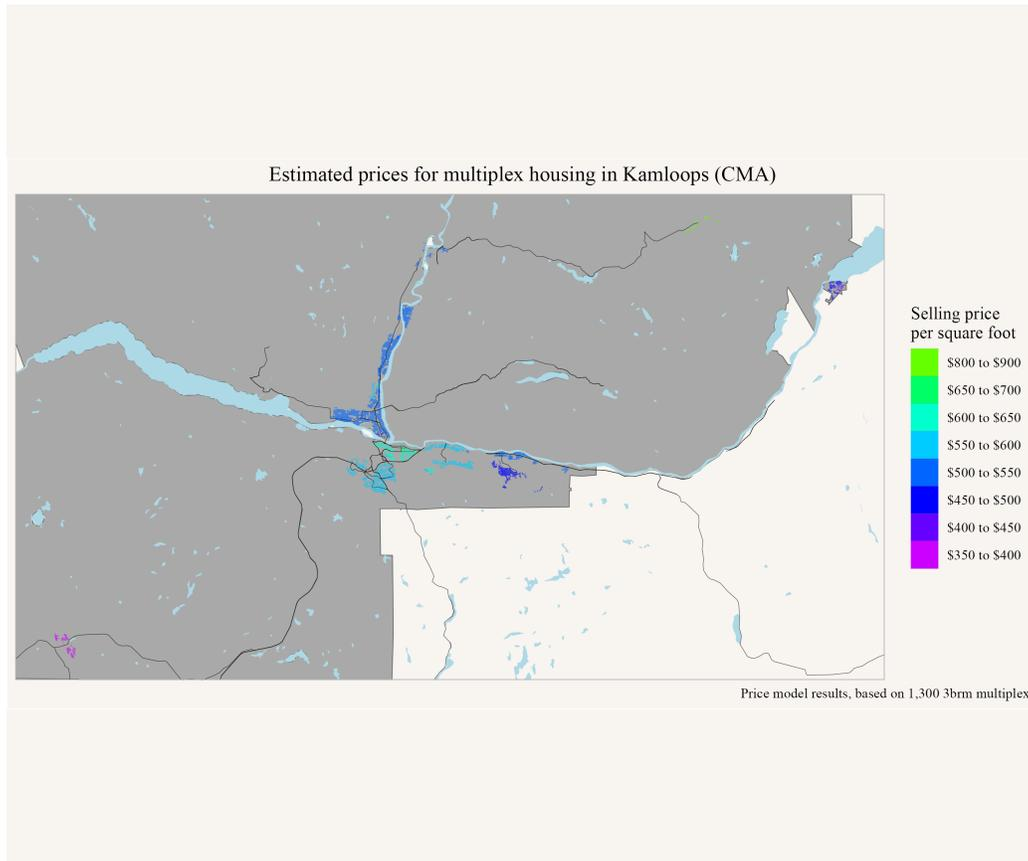 Estimated prices for multiplex housing in Kamloops (CMA)
Selling price
per square foot
$800 to $900
$650 to $700
$600 to $650
$550 to $600
$500 to $550
$450 to $500
$400 to $450
$350 to $400
Price model results, based on 1,300 3brm multiplex